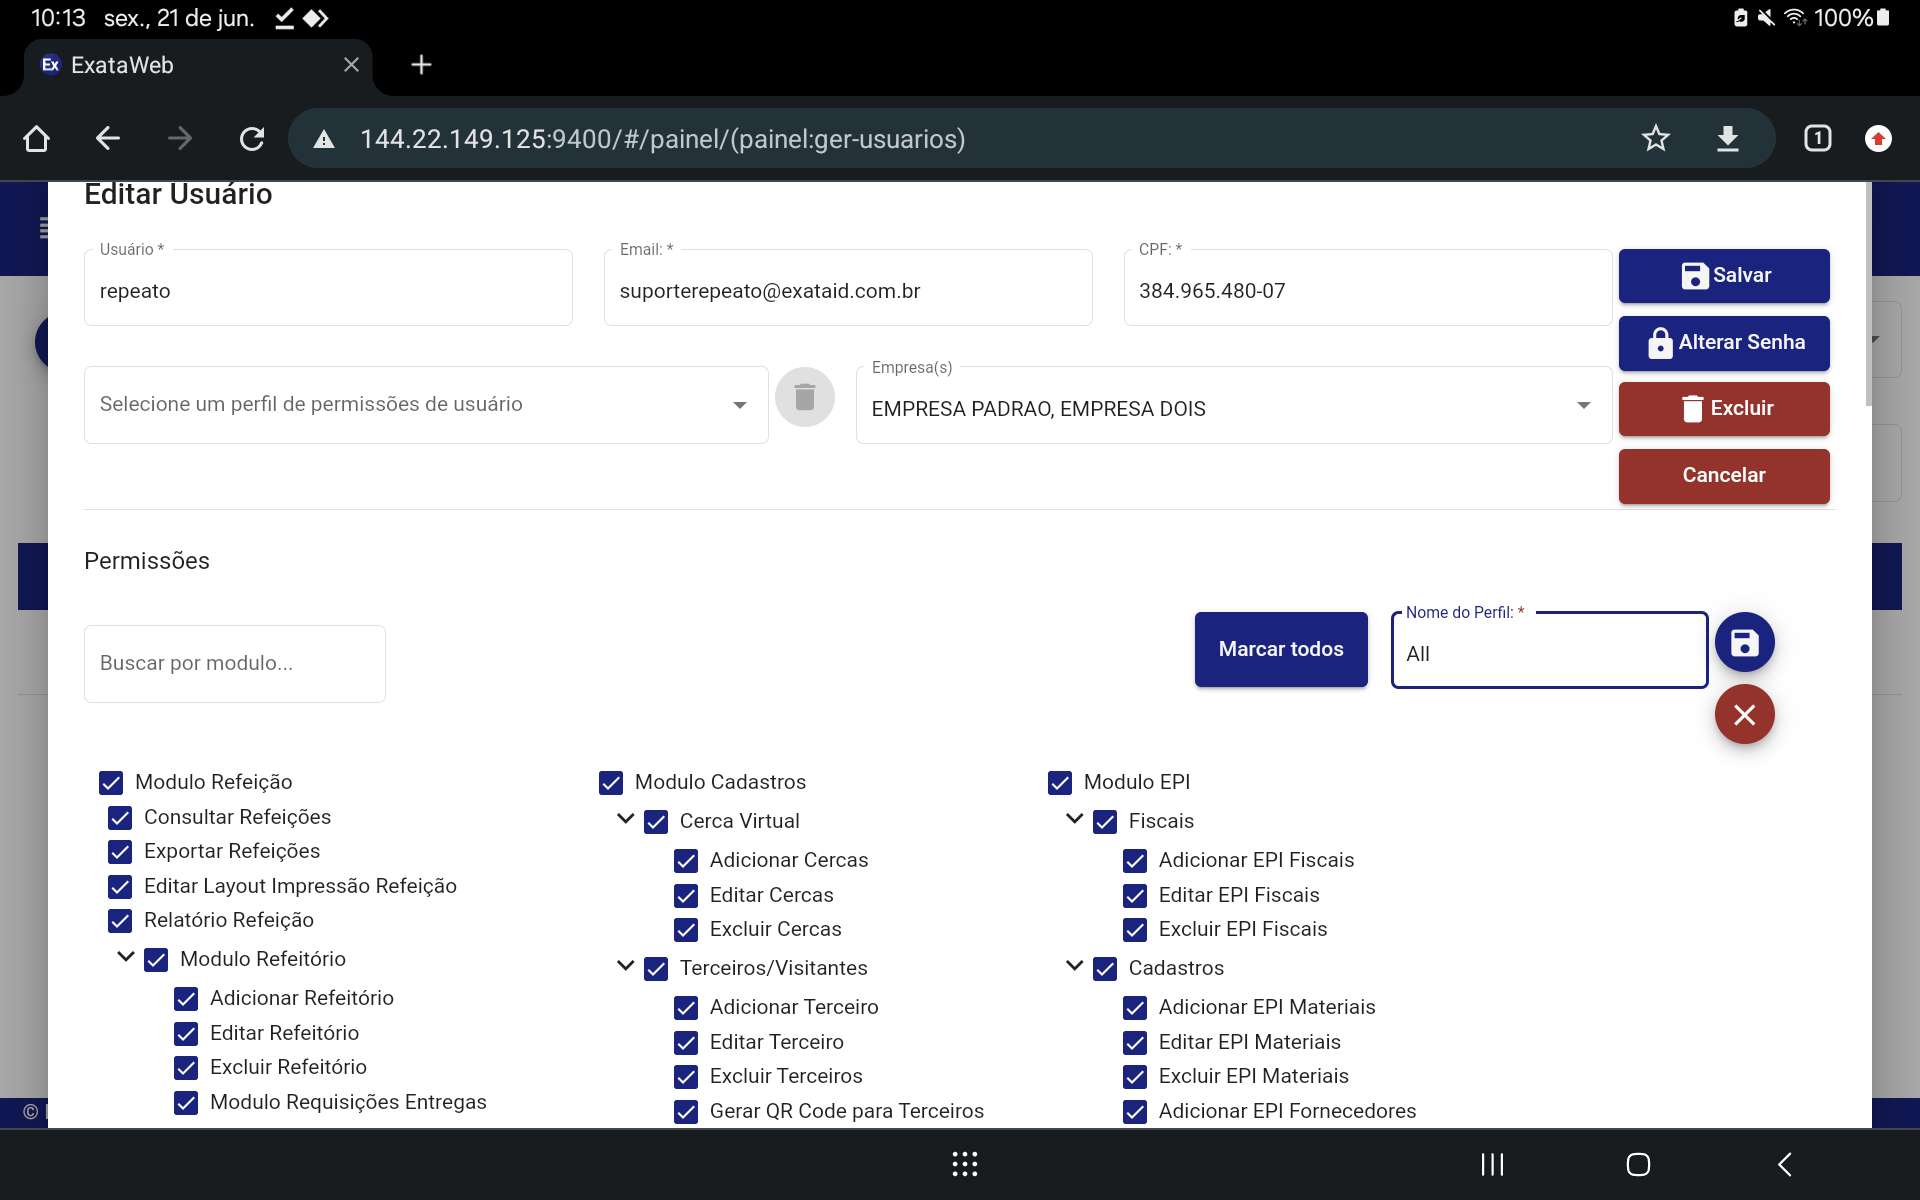 10:13 sex., 21 de jun. 100%
Ex ExataWeb
144.22.149.125:9400/#/painel/(painel:ger-usuarios) 1
Editar Usuário
Usuário * Email: * CPF: *
repeato suporterepeato@exataid.com.br 384.965.480-07 Salvar
Alterar Senha
Empresa(s)
Selecione um perfil de permissões de usuário EMPRESA PADRAO, EMPRESA DOIS Excluir
Cancelar
Permissões
Nome do Perfil: *
Buscar por modulo... Marcar todos All
Modulo Refeição
Consultar Refeições
Exportar Refeições
Editar Layout Impressão Refeição
Relatório Refeição
Modulo Refeitório
Adicionar Refeitório
Editar Refeitório
Excluir Refeitório
Modulo Requisições Entregas
Modulo Cadastros
Cerca Virtual
Adicionar Cercas
Editar Cercas
Excluir Cercas
Terceiros/Visitantes
Adicionar Terceiro
Editar Terceiro
Excluir Terceiros
Gerar QR Code para Terceiros
Modulo EPI
Fiscais
Adicionar EPI Fiscais
Editar EPI Fiscais
Excluir EPI Fiscais
Cadastros
Adicionar EPI Materiais
Editar EPI Materiais
Excluir EPI Materiais
Adicionar EPI Fornecedores
©